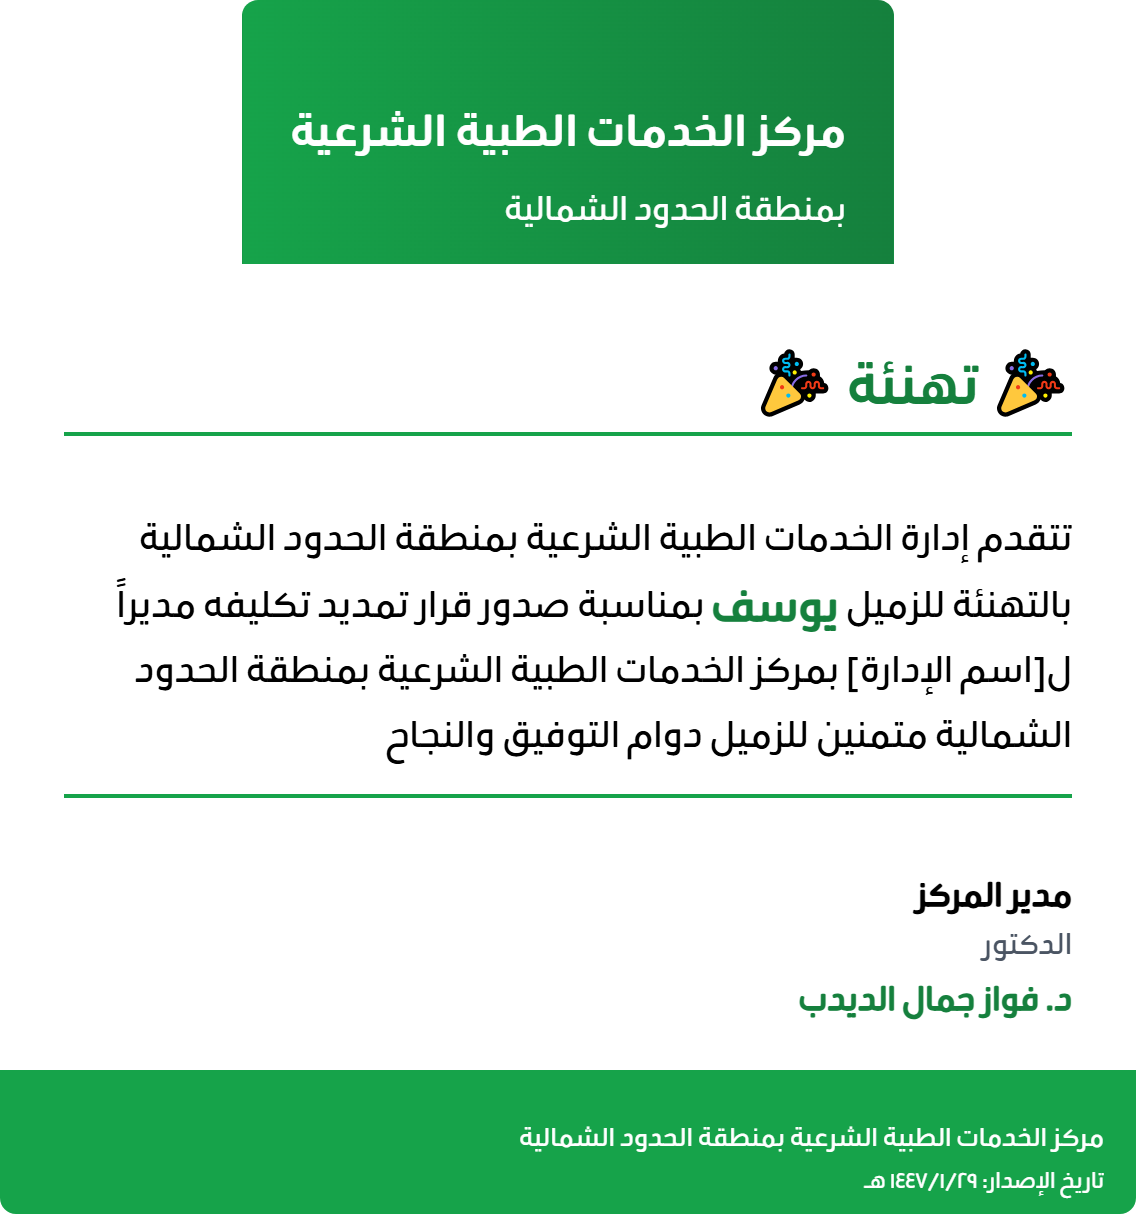 مركز الخدمات الطبية الشرعية
بمنطقة الحدود الشمالية
🎉 تهنئة 🎉
تتقدم إدارة الخدمات الطبية الشرعية بمنطقة الحدود الشمالية
بالتهنئة للزميل يوسف بمناسبة صدور قرار تمديد تكليفه مديراً
ل[اسم الإدارة] بمركز الخدمات الطبية الشرعية بمنطقة الحدود
الشمالية متمنين للزميل دوام التوفيق والنجاح
مدير المركز
الدكتور
د. فواز جمال الديدب
مركز الخدمات الطبية الشرعية بمنطقة الحدود الشمالية
تاريخ الإصدار: ١٤٤٧/١/٢٩ هـ